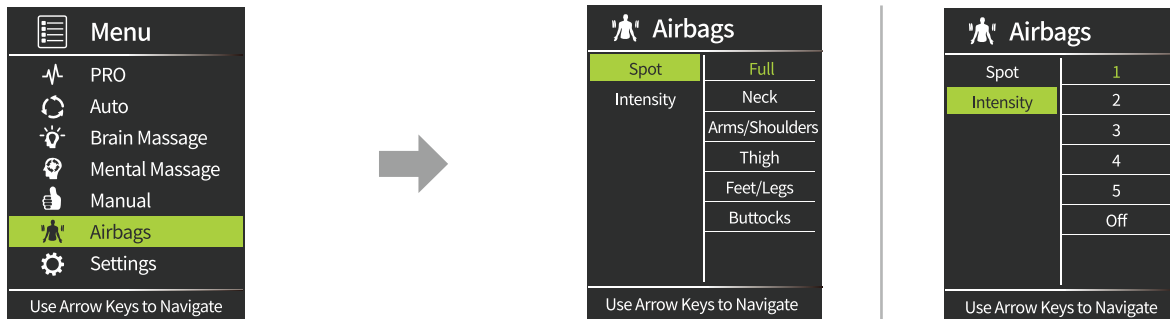 Menu
PRO
Auto
Brain Massage
Mental Massage
Manual
Airbags
Settings
Use Arrow Keys to Navigate
Airbags
Spot
Intensity
Full
Neck
Arms/Shoulders
Thigh
Feet/Legs
Buttocks
Use Arrow Keys to Navigate
Airbags
Spot
Intensity
1
2
3
4
5
Off
Use Arrow Keys to Navigate